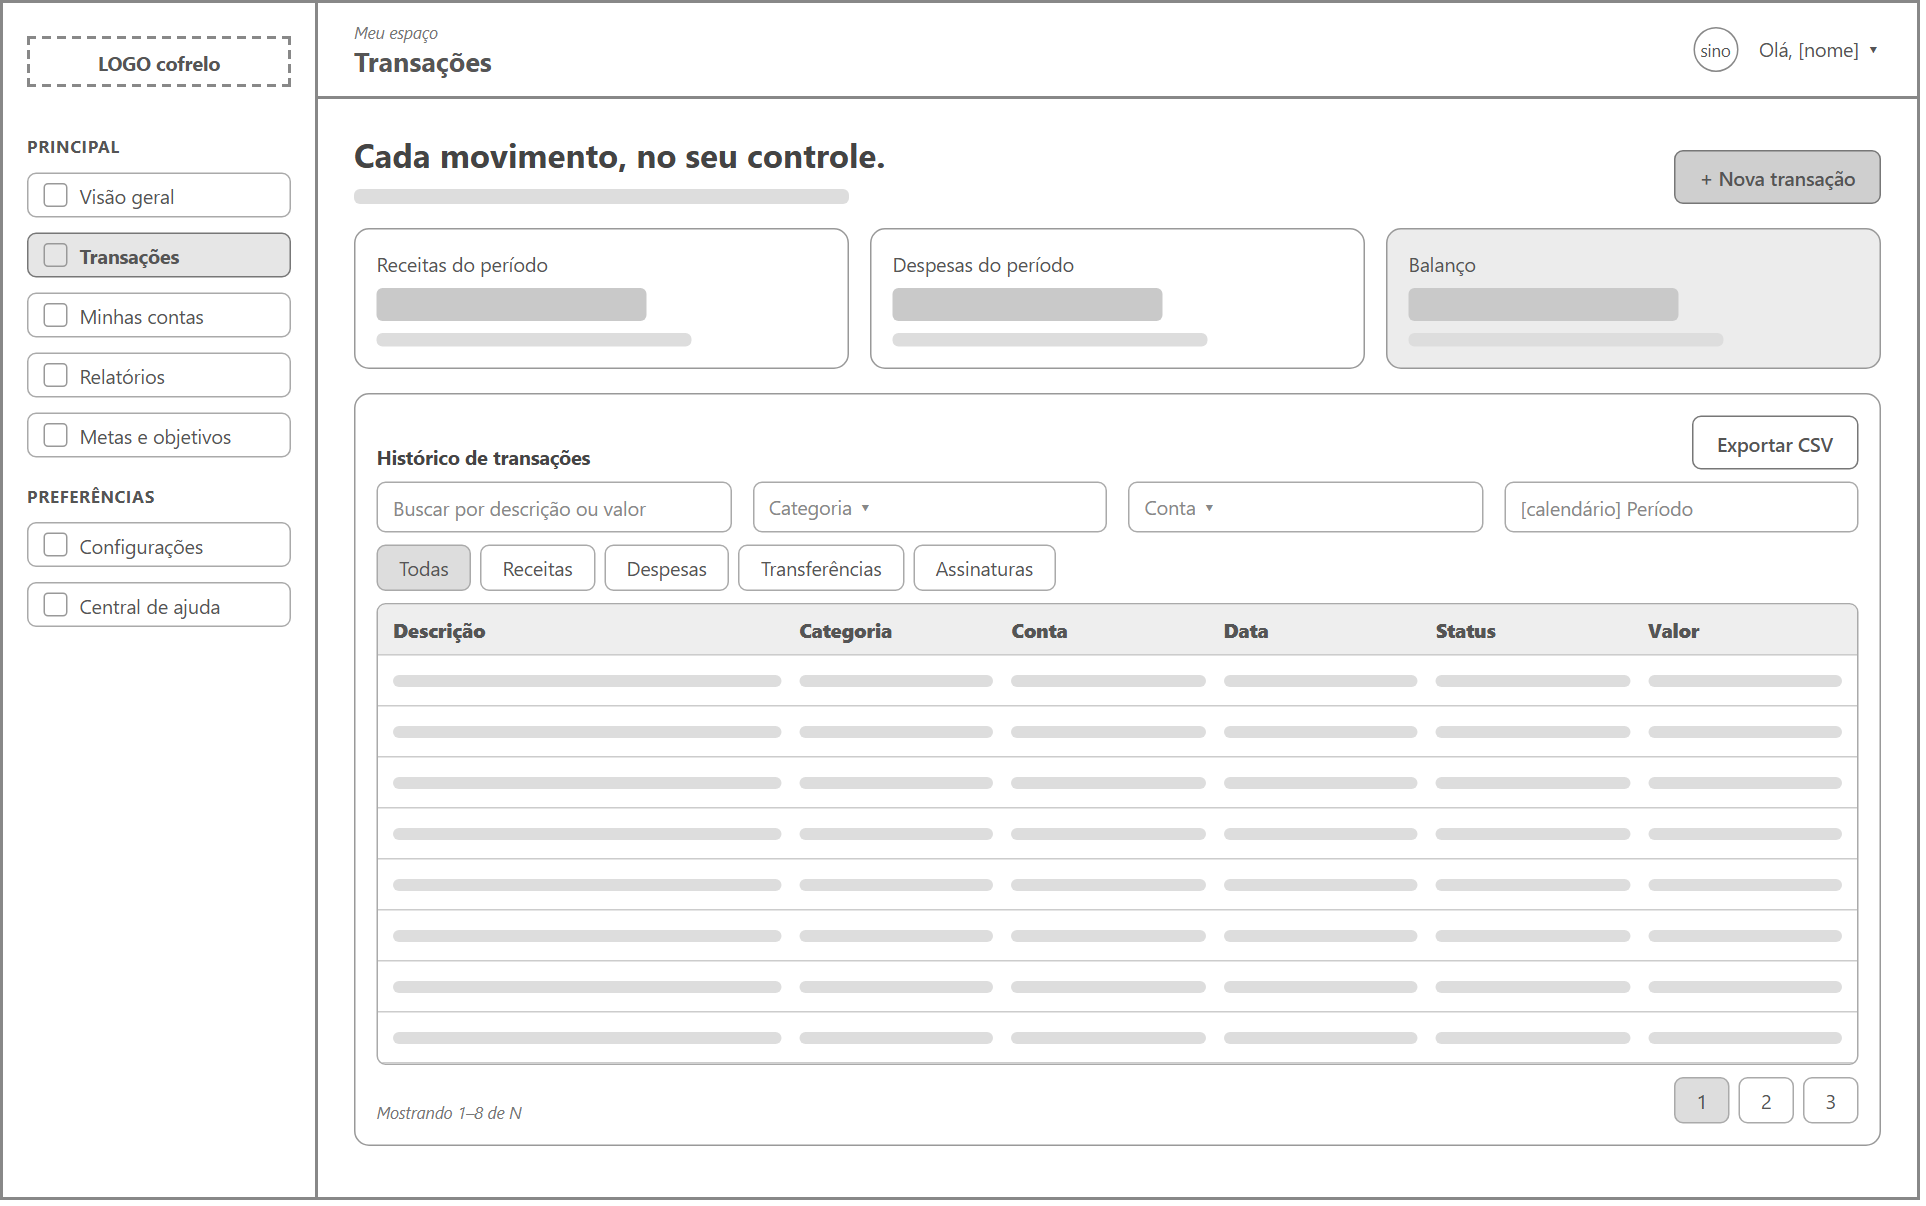 LOGO cofrelo
PRINCIPAL
Visão geral
Transações
Minhas contas
Relatórios
Metas e objetivos
PREFERÊNCIAS
Configurações
Central de ajuda
Meu espaço
Transações
sino
Olá, [nome] ▾
Cada movimento, no seu controle.
+ Nova transação
Receitas do período
Despesas do período
Balanço
Histórico de transações
Exportar CSV
Buscar por descrição ou valor
Categoria ▾
Conta ▾
[calendário] Período
Todas
Receitas
Despesas
Transferências
Assinaturas
Descrição Categoria Conta Data Status Valor
Mostrando 1–8 de N
1 2 3